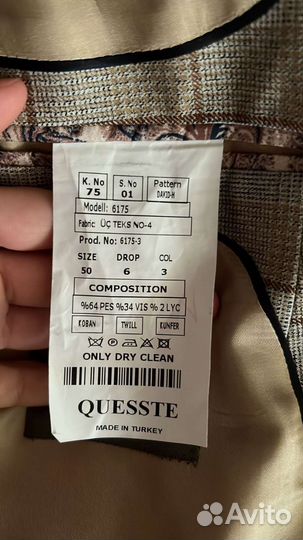 K. No S. No Pattern
75 01 DAVID-H
Modell: 6175
Fabric: ÜÇ TEKS NO-4
Prod. No: 6175-3
SIZE DROP COL
50 6 3
COMPOSITION
%64 PES %34 VIS % 2 LYC
KOBAN TWILL KUNFER
ONLY DRY CLEAN
QUESSTE
MADE IN TURKEY
Avito